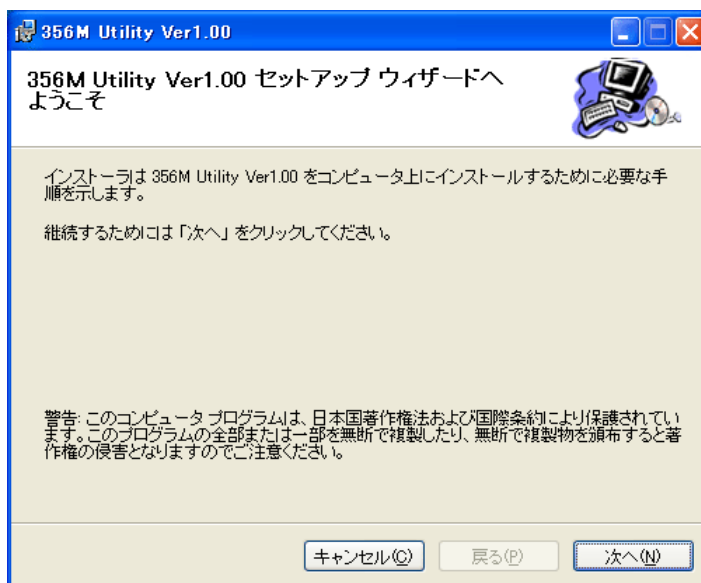 356M Utility Ver1.00
356M Utility Ver1.00 セットアップ ウィザードへ
ようこそ
インストーラは 356M Utility Ver1.00 をコンピュータ上にインストールするために必要な手
順を示します。
継続するためには「次へ」をクリックしてください。
警告: このコンピュータ プログラムは、日本国著作権法および国際条約により保護されてい
ます。このプログラムの全部または一部を無断で複製したり、無断で複製物を頒布すると著
作権の侵害となりますのでご注意ください。
キャンセル(C) 戻る(P) 次へ(N)